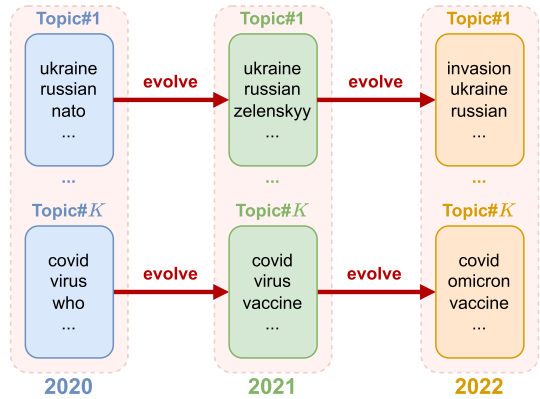 Topic#1
ukraine
russian
nato
...
...
Topic#K
covid
virus
who
...
2020
evolve
evolve
Topic#1
ukraine
russian
zelenskyy
...
...
Topic#K
covid
virus
vaccine
...
2021
evolve
evolve
Topic#1
invasion
ukraine
russian
...
...
Topic#K
covid
omicron
vaccine
...
2022